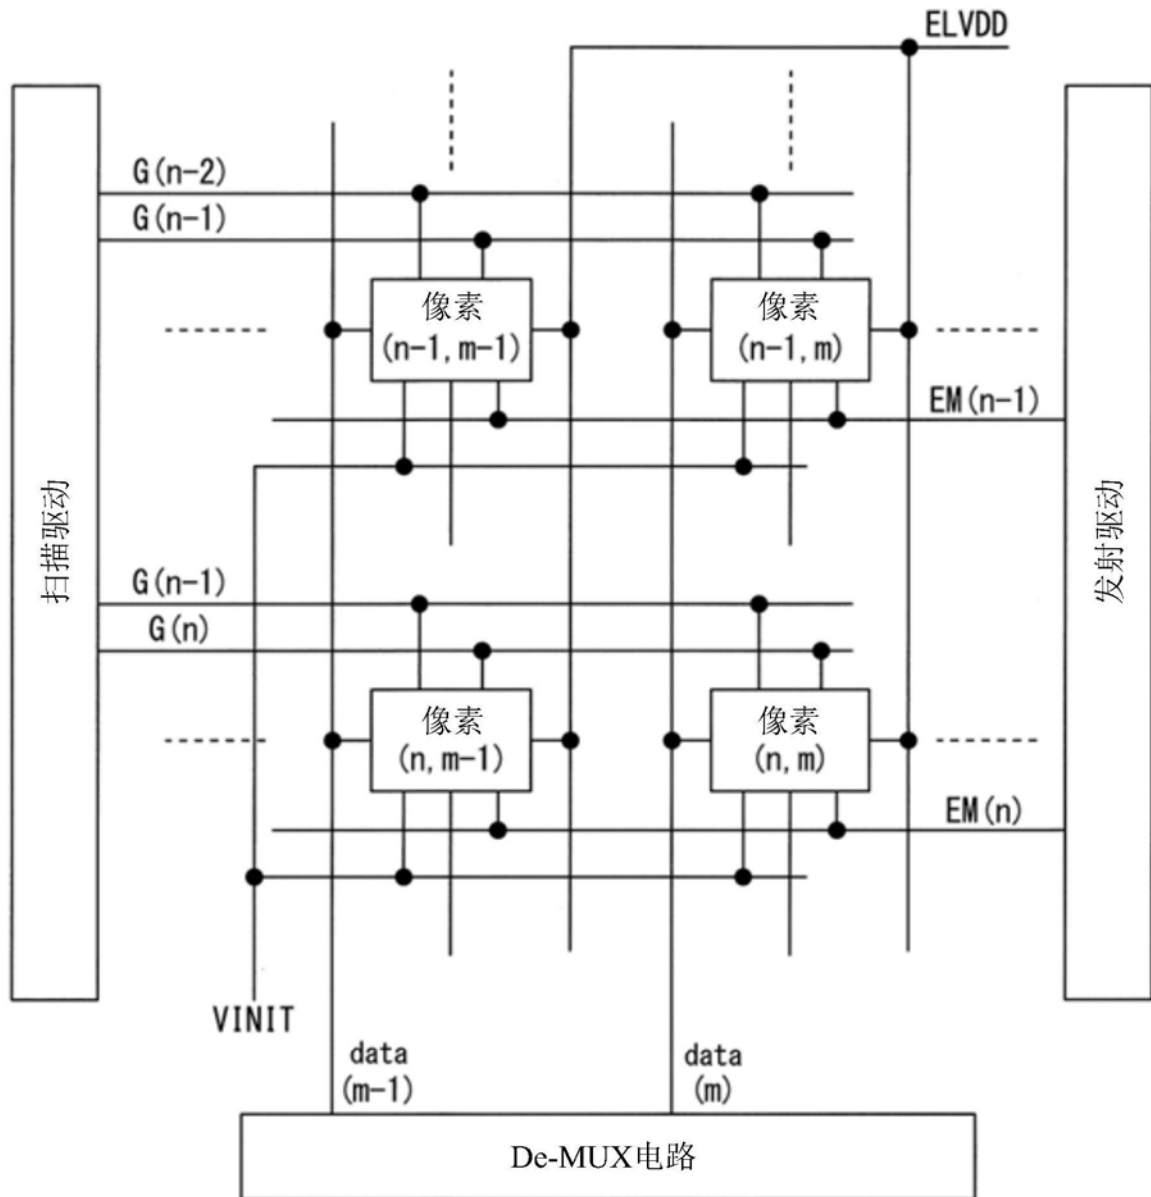 ELVDD
G(n-2)
G(n-1)
像素
(n-1,m-1)
像素
(n-1,m)
EM(n-1)
扫描驱动
发射驱动
G(n-1)
G(n)
像素
(n,m-1)
像素
(n,m)
EM(n)
VINIT
data
(m-1)
data
(m)
De-MUX电路